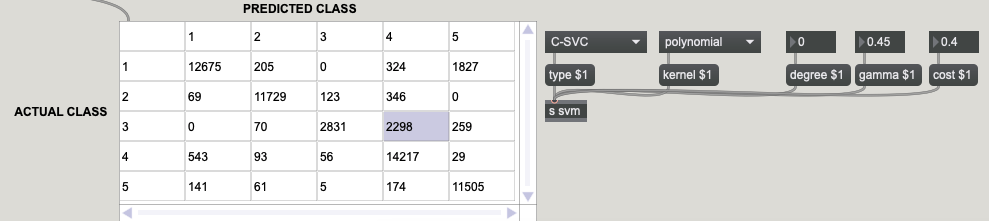 PREDICTED CLASS
1 2 3 4 5
1 12675 205 0 324 1827
2 69 11729 123 346 0
ACTUAL CLASS
3 0 70 2831 2298 259
4 543 93 56 14217 29
5 141 61 5 174 11505
C-SVC polynomial 0 0.45 0.4
type $1 kernel $1 degree $1 gamma $1 cost $1
s svm